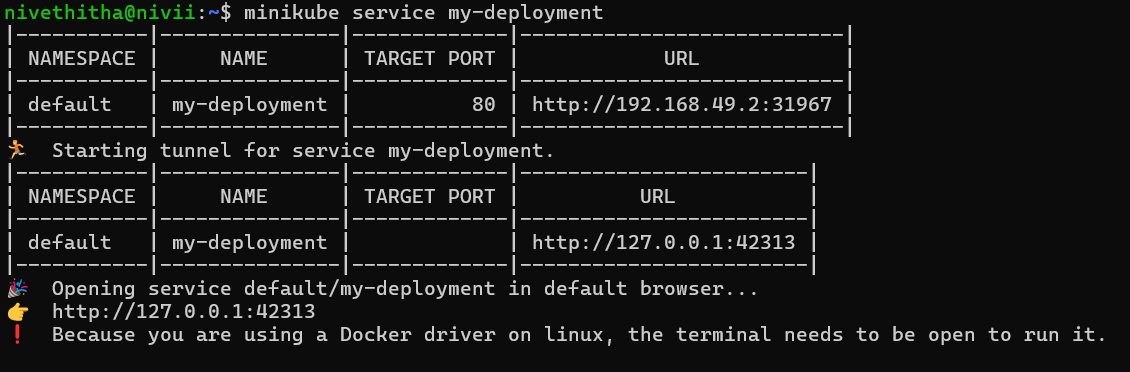 nivethitha@nivii:~$ minikube service my-deployment
|-----------|---------------|-------------|---------------------------|
| NAMESPACE |     NAME      | TARGET PORT |            URL            |
|-----------|---------------|-------------|---------------------------|
| default   | my-deployment |          80 | http://192.168.49.2:31967 |
|-----------|---------------|-------------|---------------------------|
🏃  Starting tunnel for service my-deployment.
|-----------|---------------|-------------|------------------------|
| NAMESPACE |     NAME      | TARGET PORT |          URL           |
|-----------|---------------|-------------|------------------------|
| default   | my-deployment |             | http://127.0.0.1:42313 |
|-----------|---------------|-------------|------------------------|
🎉  Opening service default/my-deployment in default browser...
👉  http://127.0.0.1:42313
❗  Because you are using a Docker driver on linux, the terminal needs to be open to run it.